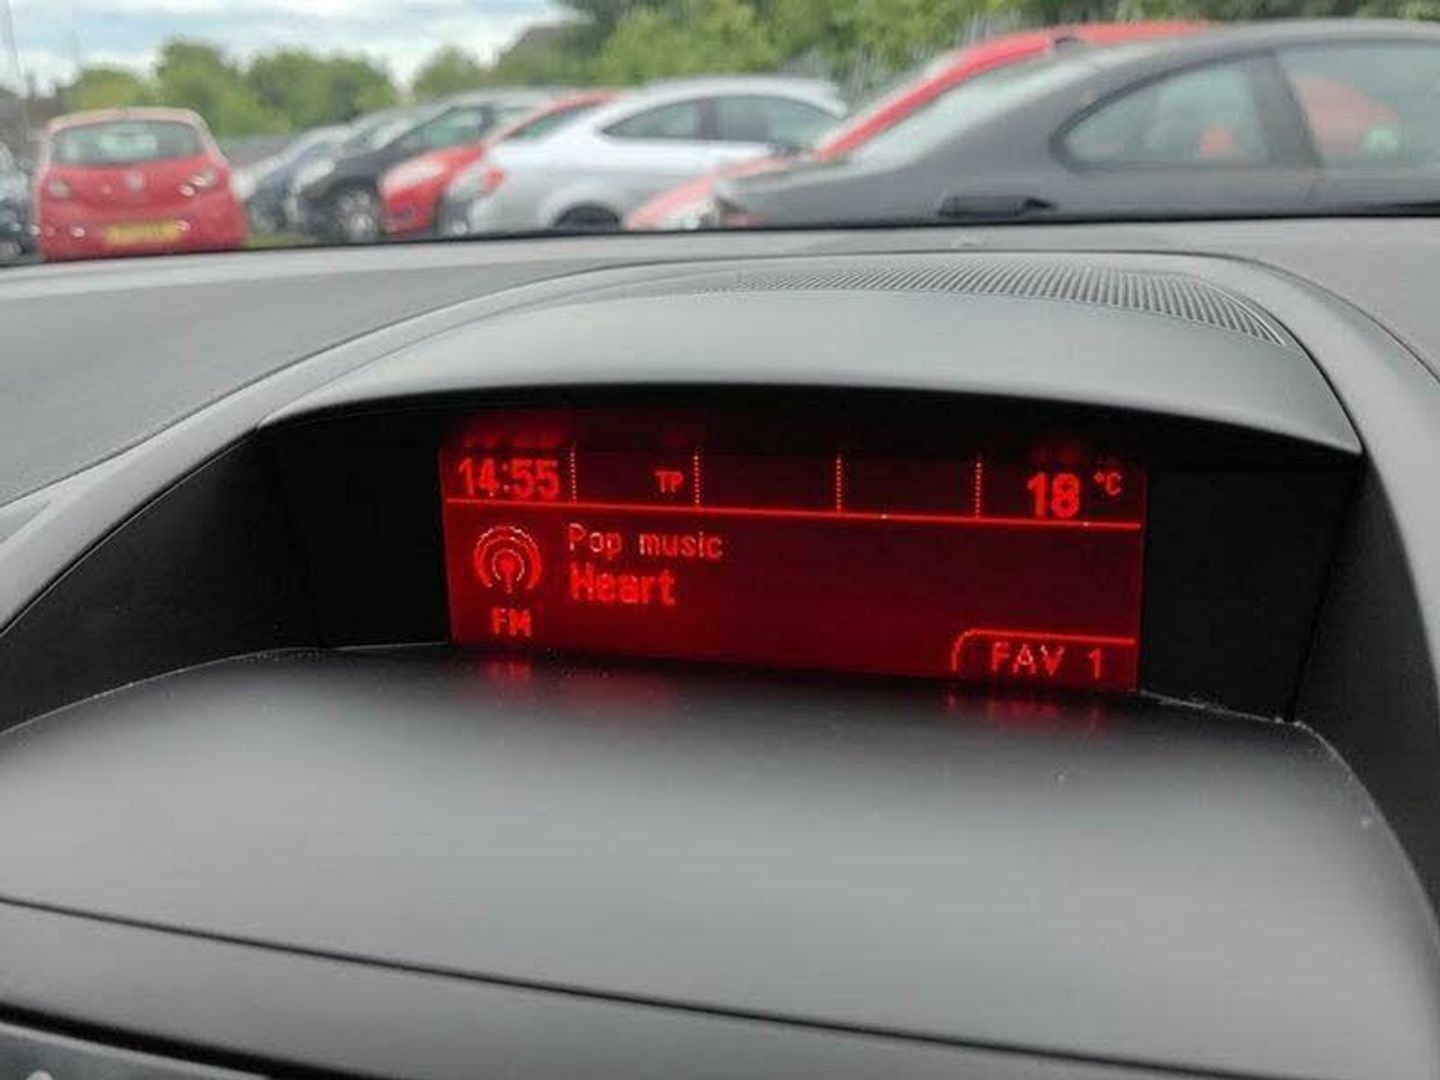 14:55 TP 18 °C
Pop music
Heart
FM
FAV 1